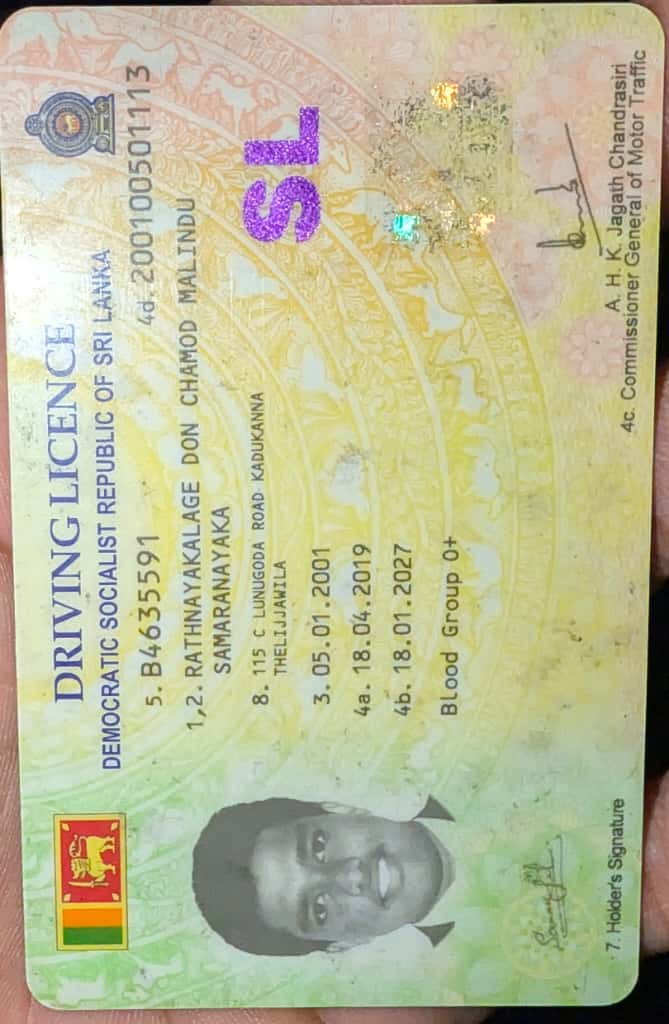 DRIVING LICENCE
DEMOCRATIC SOCIALIST REPUBLIC OF SRI LANKA
5. B4635591
4d. 200100501113
1,2. RATHNAYAKALAGE DON CHAMOD MALINDU
SAMARANAYAKA
8. 115 C LUNUGODA ROAD KADUKANNA
THELIJJAWILA
3. 05.01.2001
4a. 18.04.2019
4b. 18.01.2027
Blood Group O+
SL
7. Holder's Signature
A. H. K. Jagath Chandrasiri
4c. Commissioner General of Motor Traffic